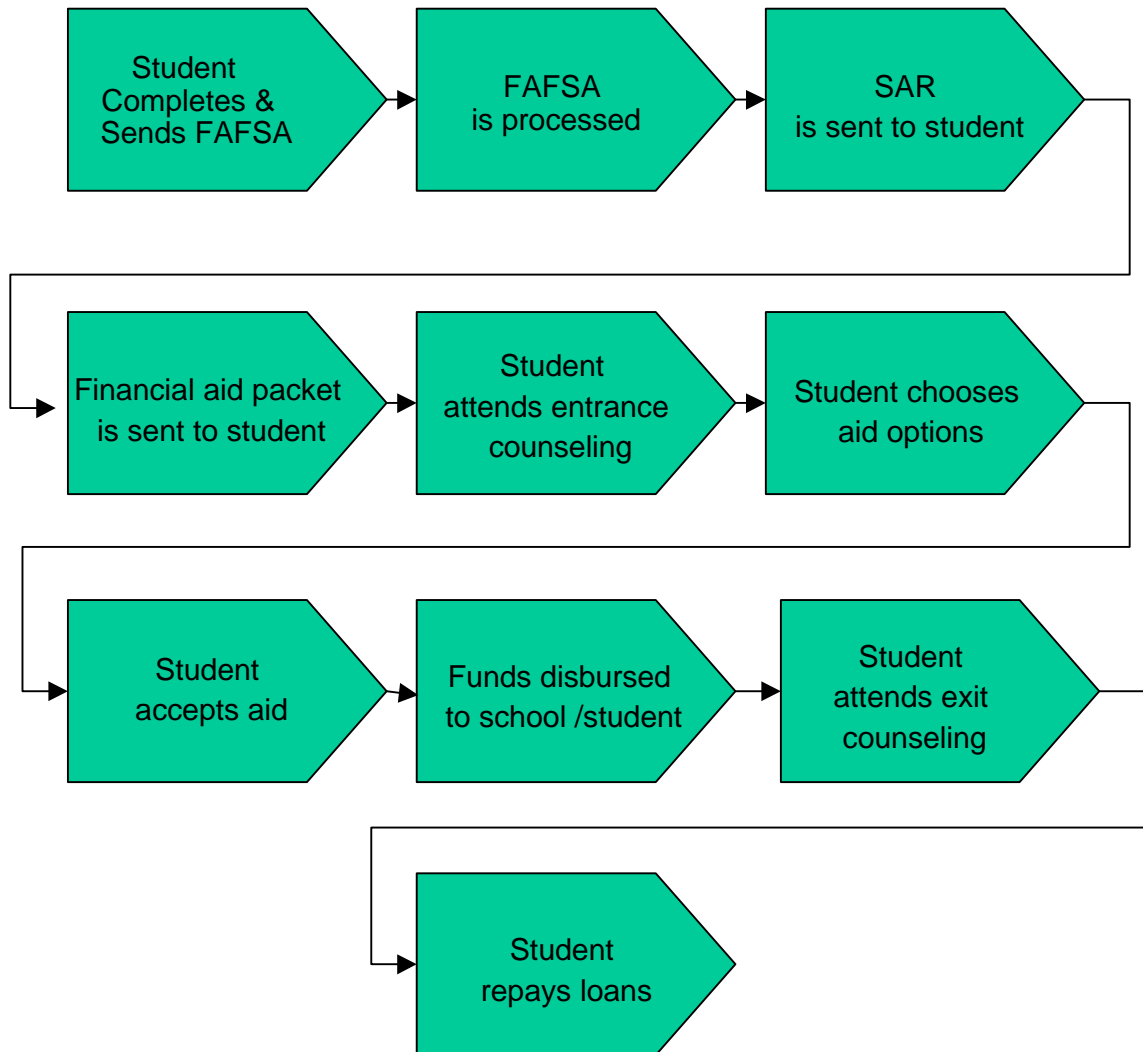 Student
Completes &
Sends FAFSA
FAFSA
is processed
SAR
is sent to student
Financial aid packet
is sent to student
Student
attends entrance
counseling
Student chooses
aid options
Student
accepts aid
Funds disbursed
to school /student
Student
attends exit
counseling
Student
repays loans